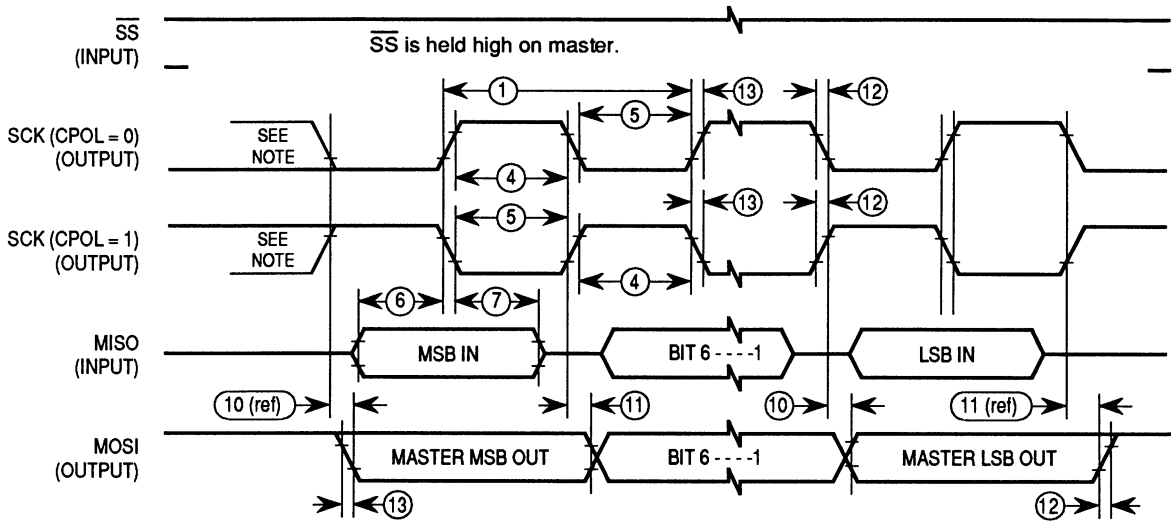 SS
(INPUT)
SS is held high on master.
1
13
12
5
SCK (CPOL = 0)
(OUTPUT)
SEE
NOTE
4
5
13
12
SCK (CPOL = 1)
(OUTPUT)
SEE
NOTE
4
6
7
MISO
(INPUT)
MSB IN
BIT 6 - - - - -1
LSB IN
10 (ref)
11
10
11 (ref)
MOSI
(OUTPUT)
MASTER MSB OUT
BIT 6 - - - - -1
MASTER LSB OUT
13
12